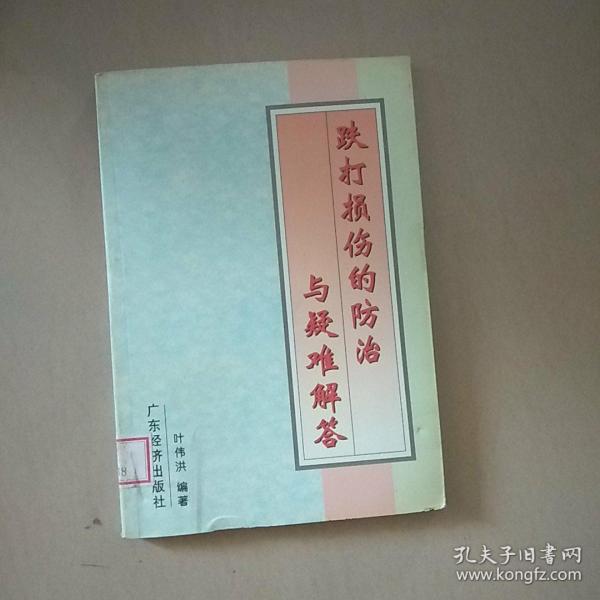 跌打损伤的防治
与疑难解答
叶伟洪 编著
广东经济出版社
8
孔夫子旧书网
www.kongfz.com